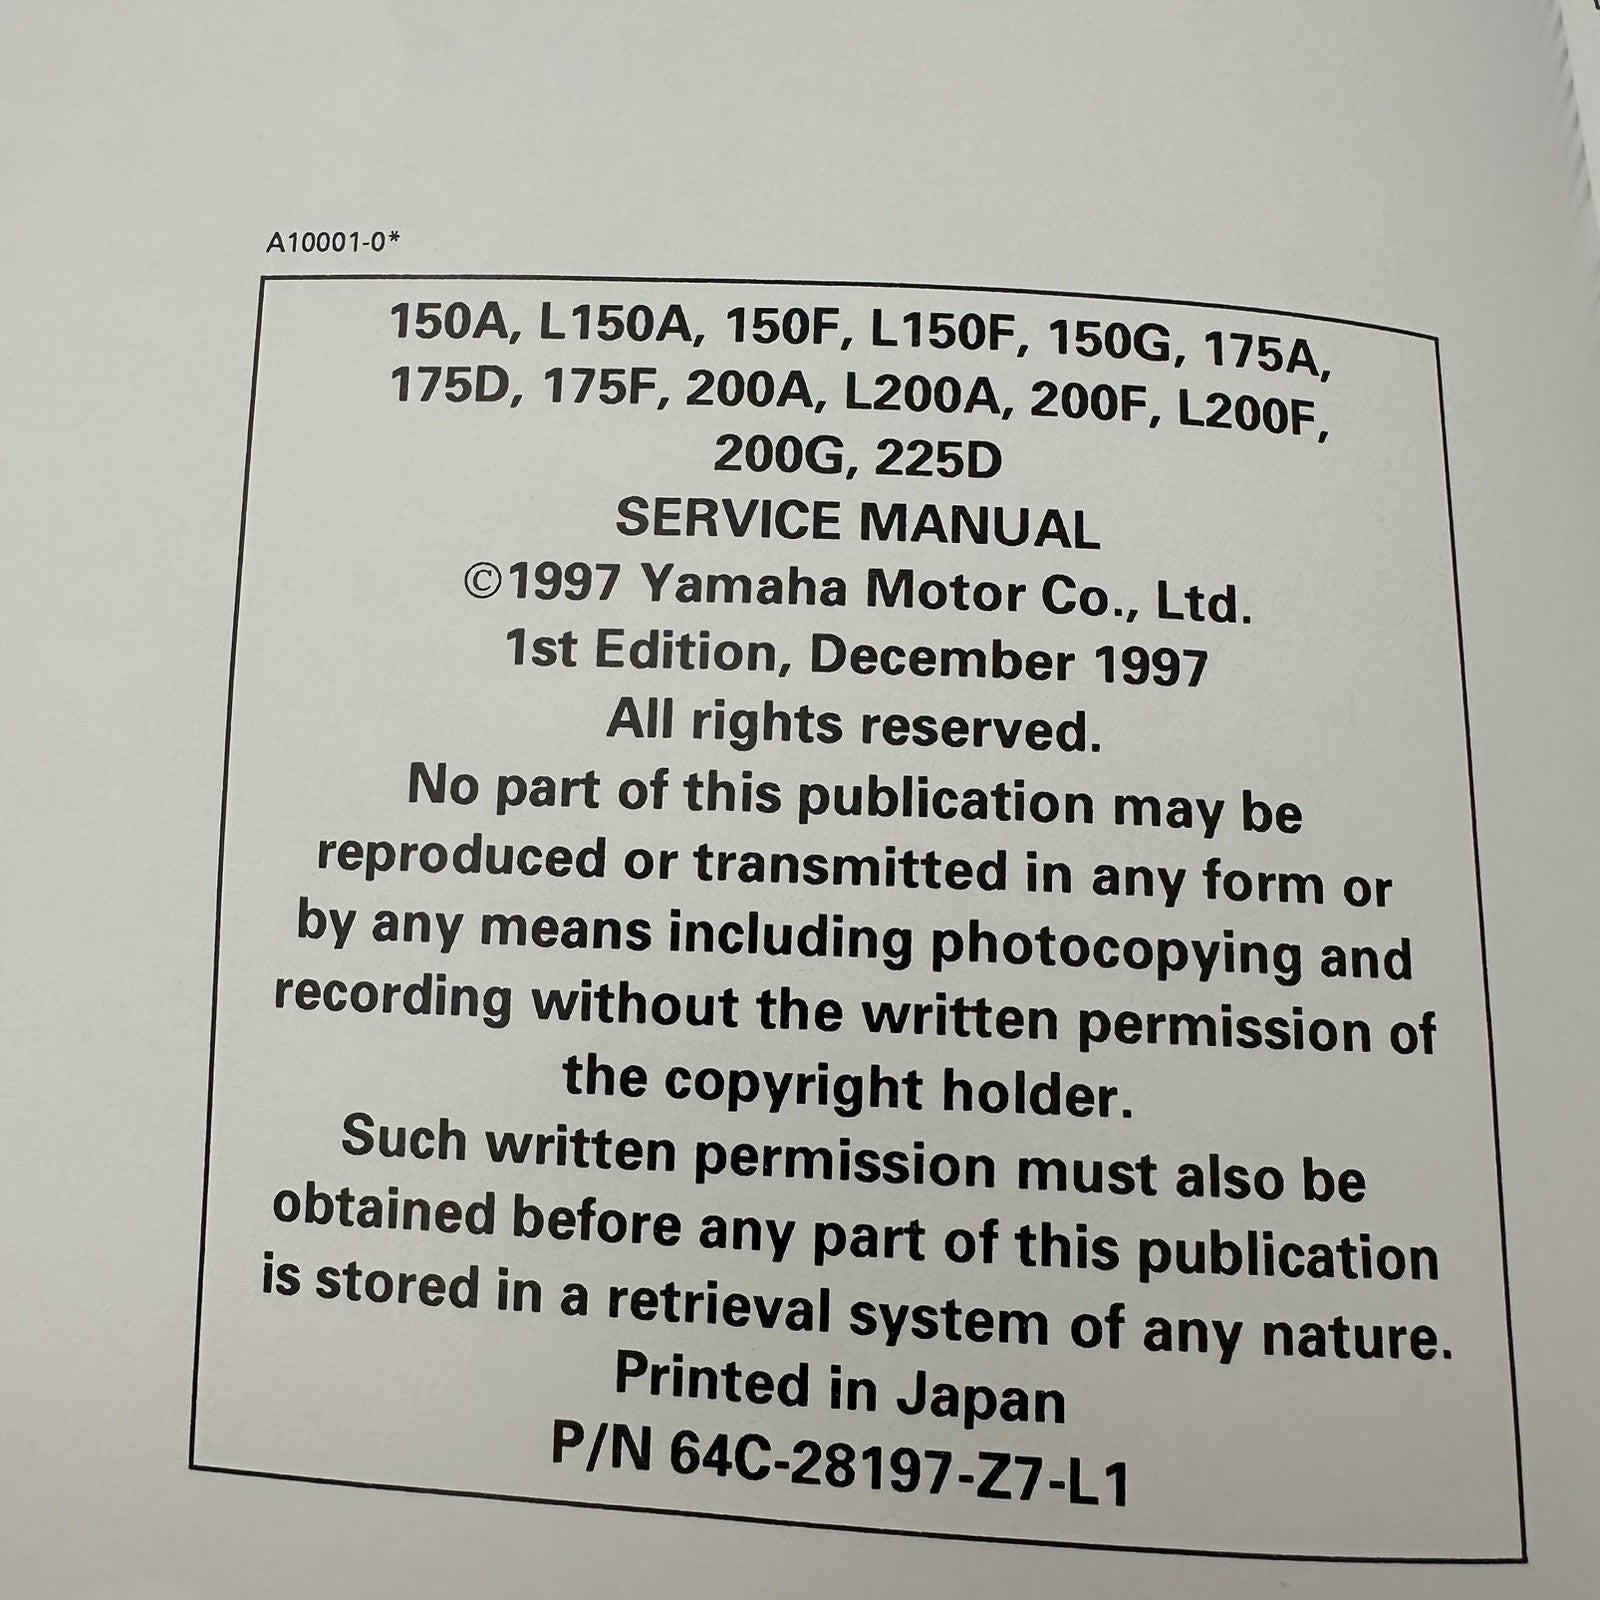 A10001-0*
150A, L150A, 150F, L150F, 150G, 175A,
175D, 175F, 200A, L200A, 200F, L200F,
200G, 225D
SERVICE MANUAL
©1997 Yamaha Motor Co., Ltd.
1st Edition, December 1997
All rights reserved.
No part of this publication may be
reproduced or transmitted in any form or
by any means including photocopying and
recording without the written permission of
the copyright holder.
Such written permission must also be
obtained before any part of this publication
is stored in a retrieval system of any nature.
Printed in Japan
P/N 64C-28197-Z7-L1